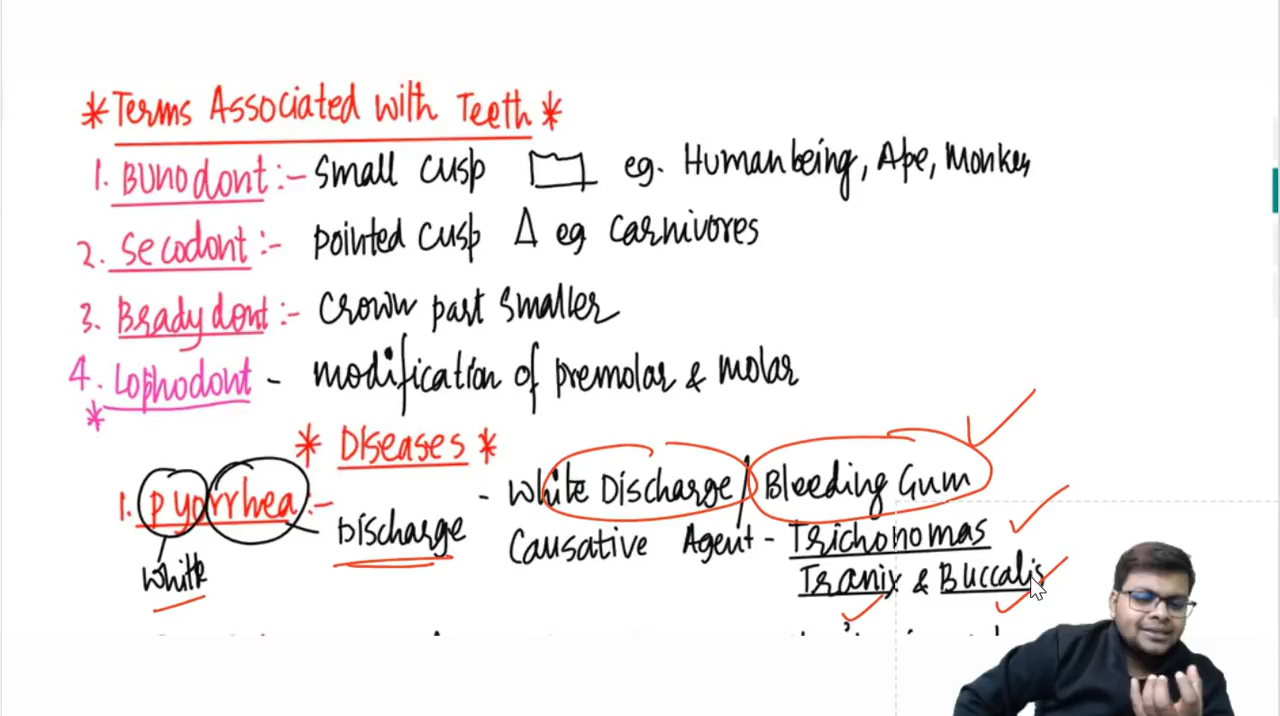 * Terms Associated with Teeth *
1. BUnodont :- Small cusp eg. Human being, Ape, Monkey
2. Secodont :- pointed cusp eg carnivores
3. Bradydont :- Crown part smaller
4. Lophodont - modification of premolar & molar
*
* Diseases *
1. pyorrhea :- - White Discharge / Bleeding Gum
Discharge Causative Agent - Trichonomas
White Tranix & Buccalis